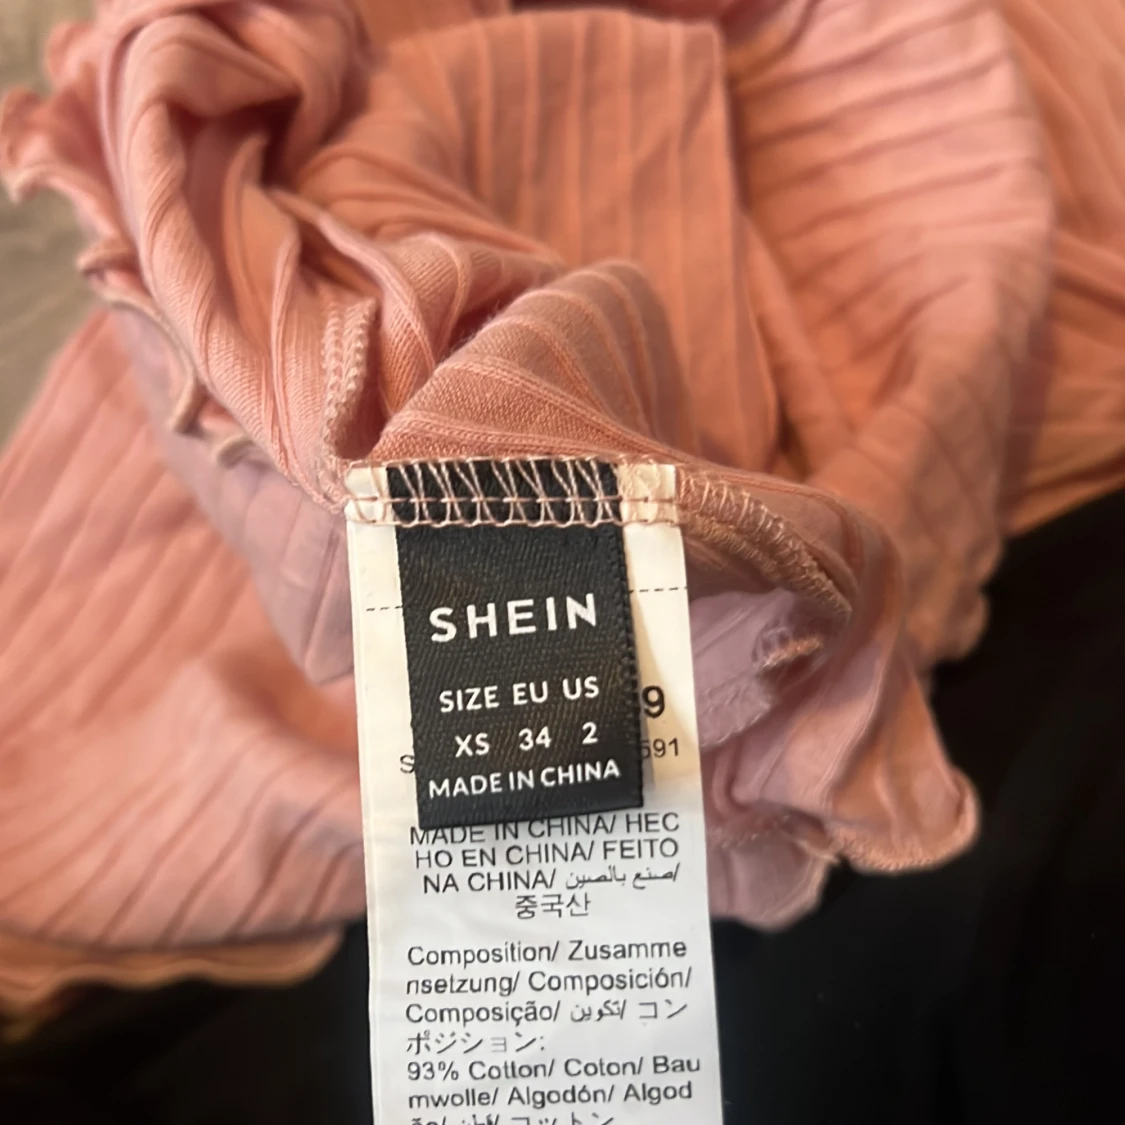 SHEIN
SIZE EU US
XS 34 2
MADE IN CHINA
9
S
591
MADE IN CHINA/ HEC
HO EN CHINA/ FEITO
NA CHINA/ صنع بالصين/
중국산
Composition/ Zusamme
nsetzung/ Composición/
Composição/ تكوين/ コン
ポジション:
93% Cotton/ Coton/ Bau
mwolle/ Algodón/ Algod